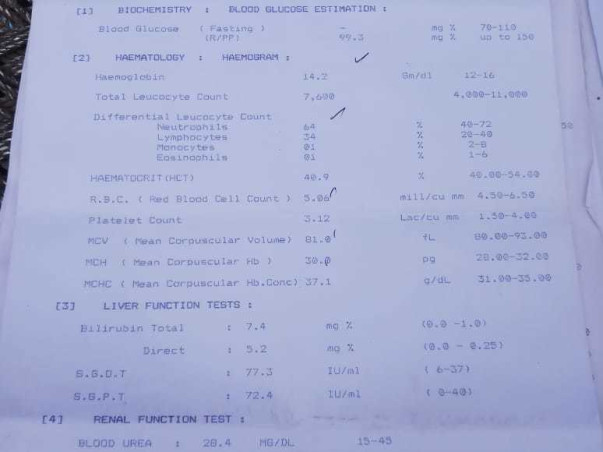 [1] BIOCHEMISTRY : BLOOD GLUCOSE ESTIMATION :
Blood Glucose ( Fasting ) - mg % 70-110
(R/PP) 99.3 mg % up to 150
[2] HAEMATOLOGY : HAEMOGRAM :
Haemoglobin 14.2 Gm/dl 12-16
Total Leucocyte Count 7,600 4,000-11,000
Differential Leucocyte Count
Neutrophils 64 % 40-72
Lymphocytes 34 % 20-40
Monocytes 01 % 2-8
Eosinophils 01 % 1-6
HAEMATOCRIT(HCT) 40.9 % 40.00-54.00
R.B.C. ( Red Blood Cell Count ) 5.06 mill/cu mm 4.50-6.50
Platelet Count 3.12 Lac/cu mm 1.50-4.00
MCV ( Mean Corpuscular Volume) 81.0 fL 80.00-93.00
MCH ( Mean Corpuscular Hb ) 30.0 pg 28.00-32.00
MCHC ( Mean Corpuscular Hb.Conc) 37.1 g/dL 31.00-35.00
[3] LIVER FUNCTION TESTS :
Bilirubin Total : 7.4 mg % (0.0 -1.0)
Direct : 5.2 mg % (0.0 - 0.25)
S.G.O.T : 77.3 IU/ml ( 6-37)
S.G.P.T : 72.4 IU/ml ( 0-40)
[4] RENAL FUNCTION TEST :
BLOOD UREA : 28.4 MG/DL 15-45